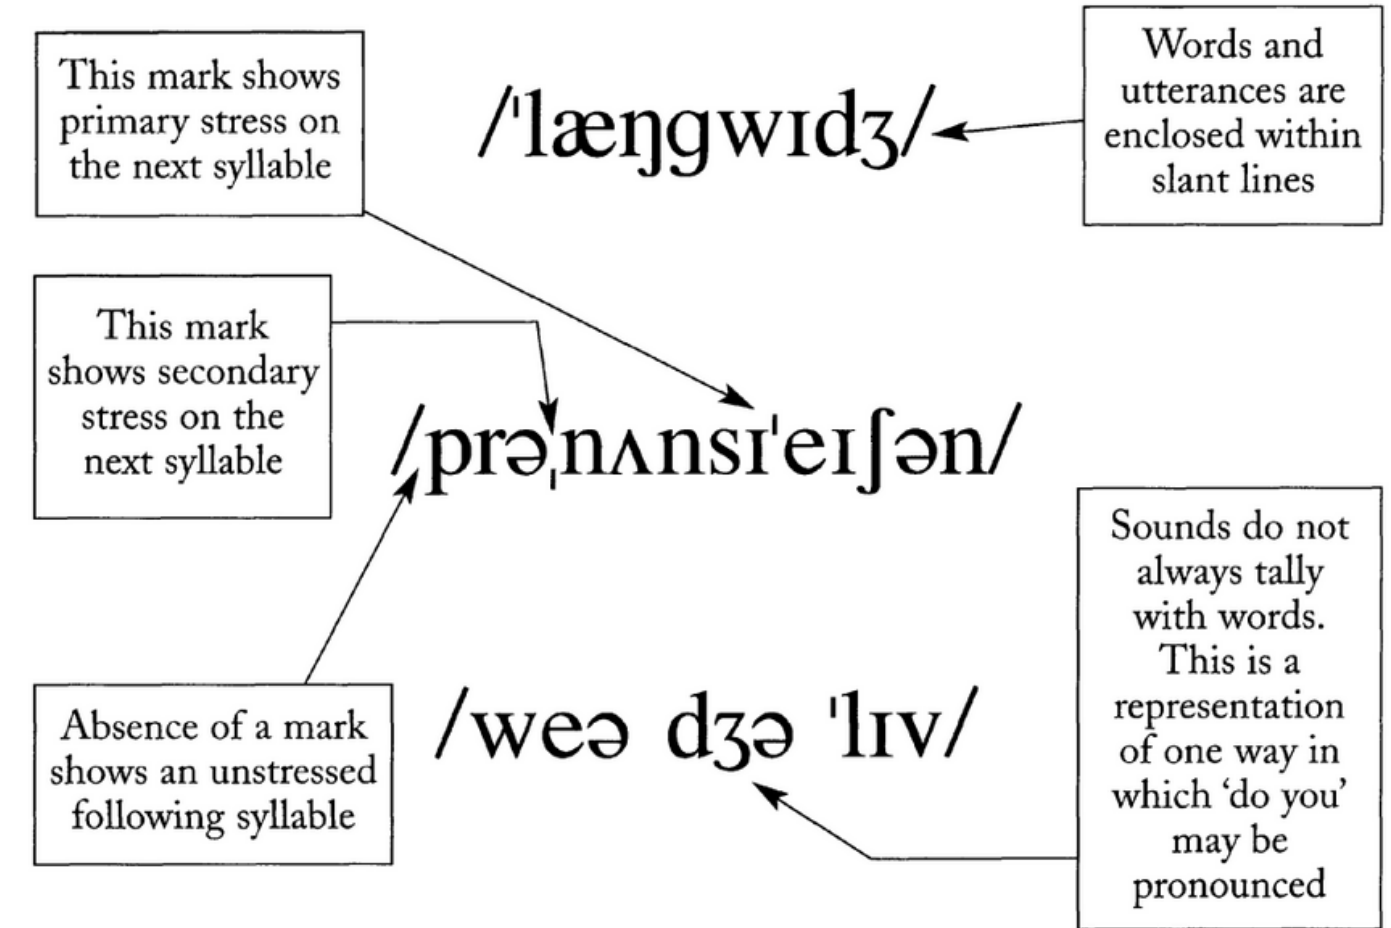 This mark shows
primary stress on
the next syllable
/ˈlæŋgwɪdʒ/
Words and
utterances are
enclosed within
slant lines
This mark
shows secondary
stress on the
next syllable
/prəˌnʌnsɪˈeɪʃən/
Absence of a mark
shows an unstressed
following syllable
/weə dʒə ˈlɪv/
Sounds do not
always tally
with words.
This is a
representation
of one way in
which ‘do you’
may be
pronounced